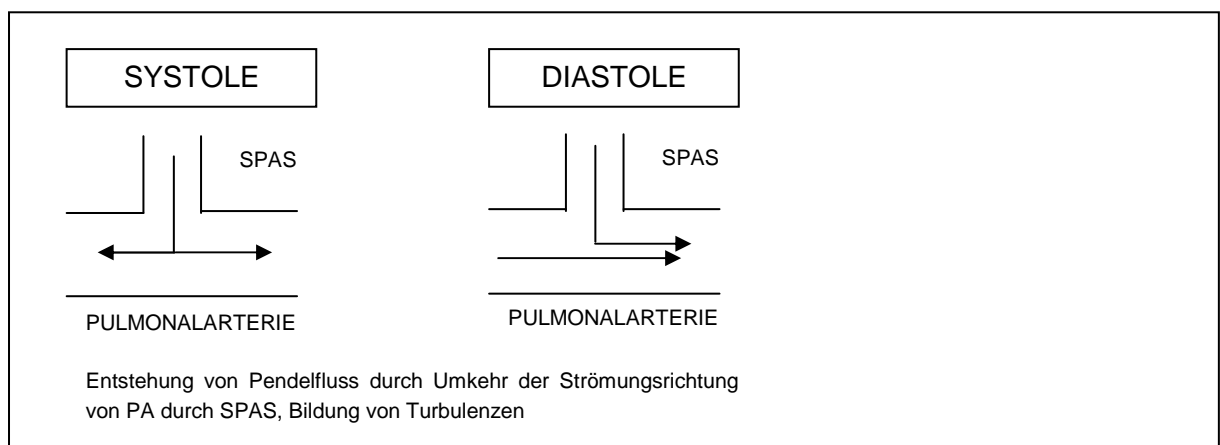 SYSTOLE
DIASTOLE
SPAS
SPAS
PULMONALARTERIE
PULMONALARTERIE
Entstehung von Pendelfluss durch Umkehr der Strömungsrichtung
von PA durch SPAS, Bildung von Turbulenzen